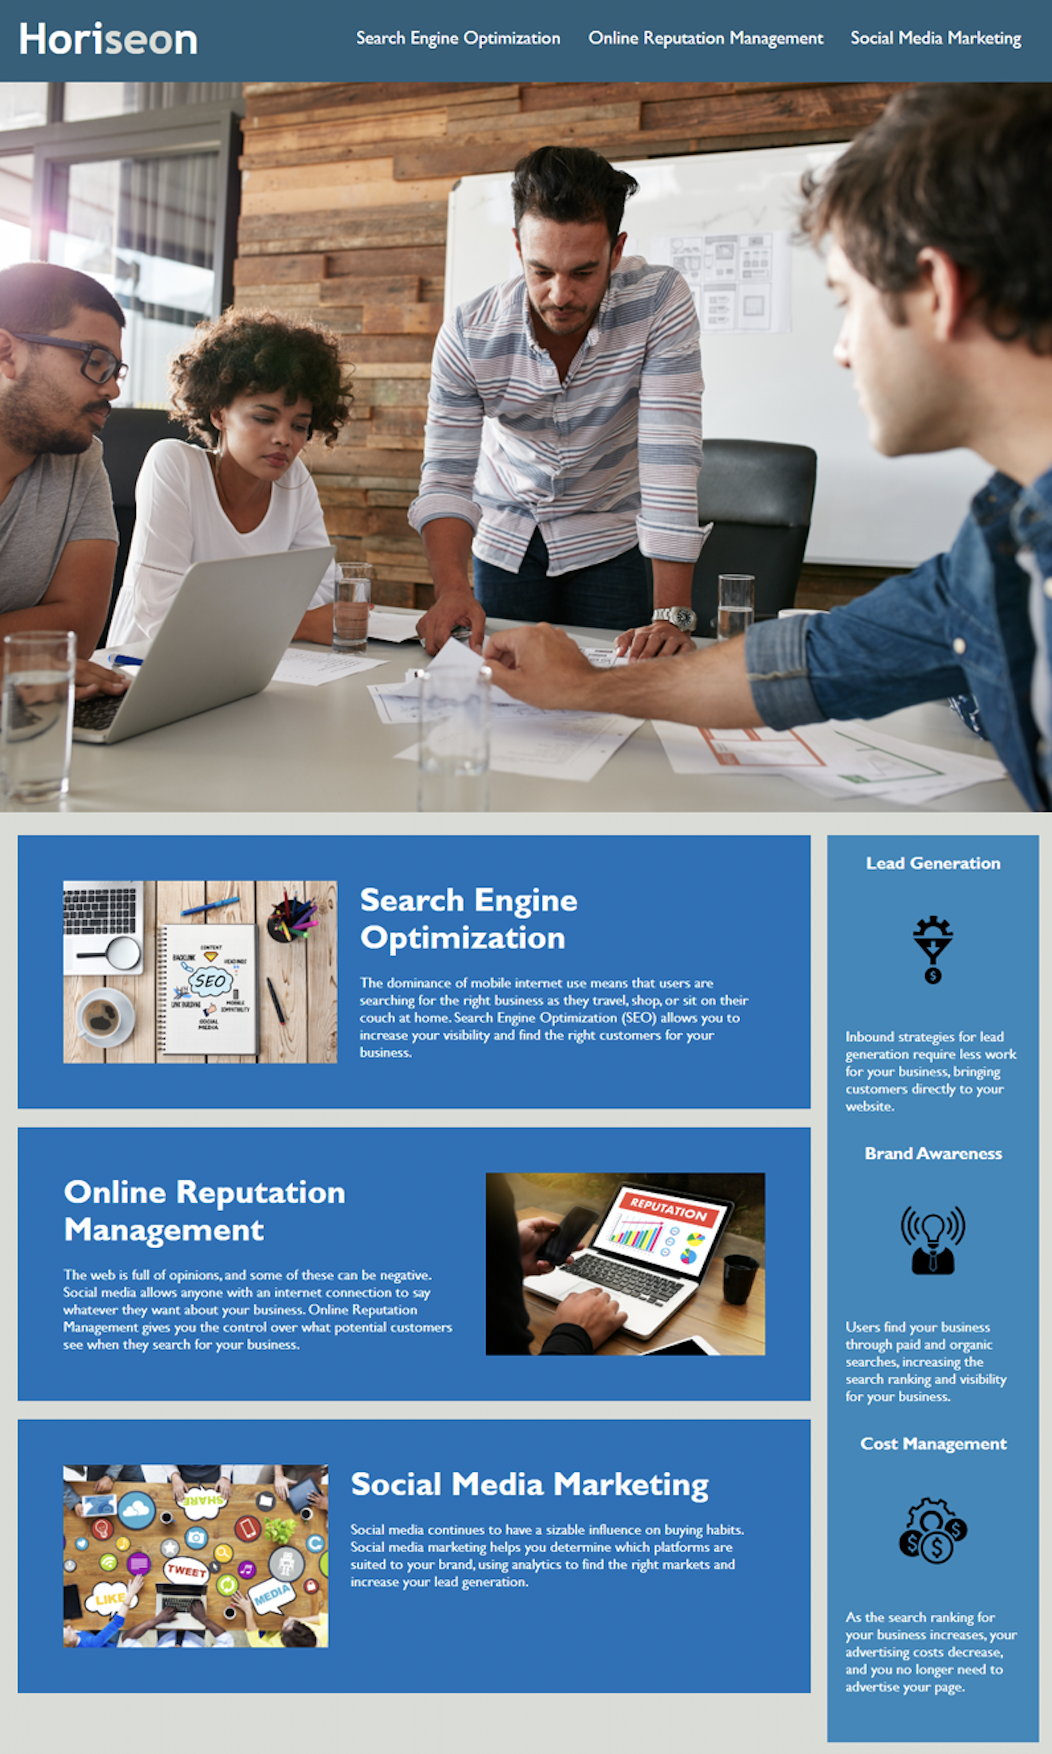 Horiseon
Search Engine Optimization
Online Reputation Management
Social Media Marketing
Search Engine
Optimization
The dominance of mobile internet use means that users are
searching for the right business as they travel, shop, or sit on their
couch at home. Search Engine Optimization (SEO) allows you to
increase your visibility and find the right customers for your
business.
CONTENT
BACKLINK
HEADINGS
SEO
LINK BUILDING
MOBILE
COMPATIBILITY
SOCIAL
MEDIA
Online Reputation
Management
The web is full of opinions, and some of these can be negative.
Social media allows anyone with an internet connection to say
whatever they want about your business. Online Reputation
Management gives you the control over what potential customers
see when they search for your business.
REPUTATION
Social Media Marketing
Social media continues to have a sizable influence on buying habits.
Social media marketing helps you determine which platforms are
suited to your brand, using analytics to find the right markets and
increase your lead generation.
SHARE
TWEET
LIKE
MEDIA
Lead Generation
Inbound strategies for lead
generation require less work
for your business, bringing
customers directly to your
website.
Brand Awareness
Users find your business
through paid and organic
searches, increasing the
search ranking and visibility
for your business.
Cost Management
As the search ranking for
your business increases, your
advertising costs decrease,
and you no longer need to
advertise your page.